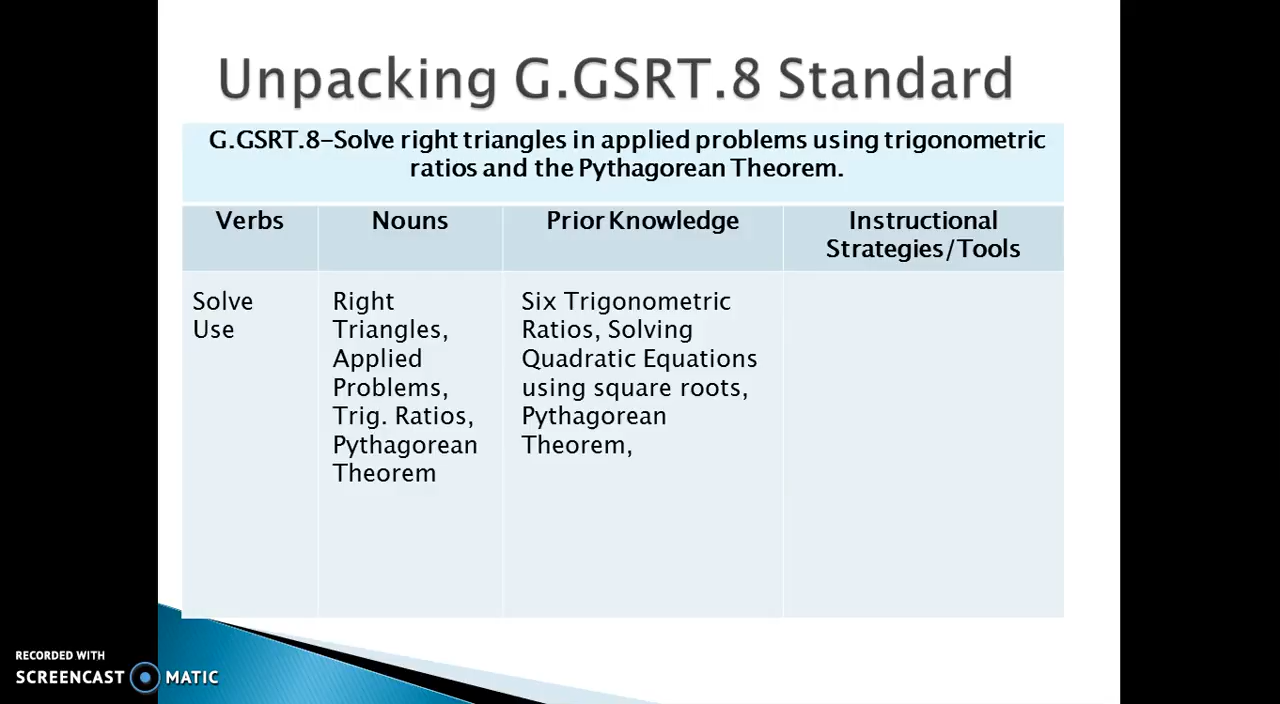 Unpacking G.GSRT.8 Standard
G.GSRT.8-Solve right triangles in applied problems using trigonometric
ratios and the Pythagorean Theorem.
Verbs
Nouns
Prior Knowledge
Instructional
Strategies/Tools
Solve
Use
Right
Triangles,
Applied
Problems,
Trig. Ratios,
Pythagorean
Theorem
Six Trigonometric
Ratios, Solving
Quadratic Equations
using square roots,
Pythagorean
Theorem,
RECORDED WITH
SCREENCAST MATIC